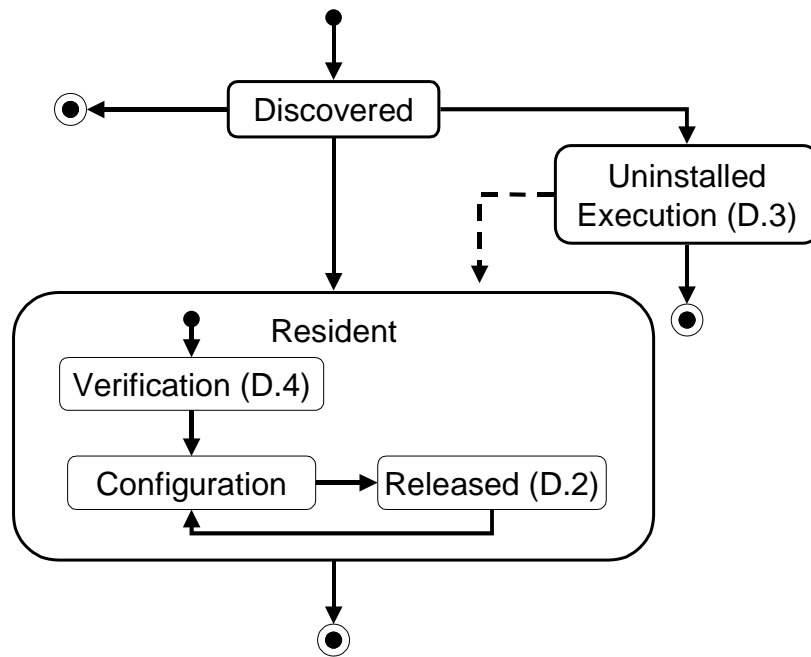 Discovered
Uninstalled
Execution (D.3)
Resident
Verification (D.4)
Configuration
Released (D.2)